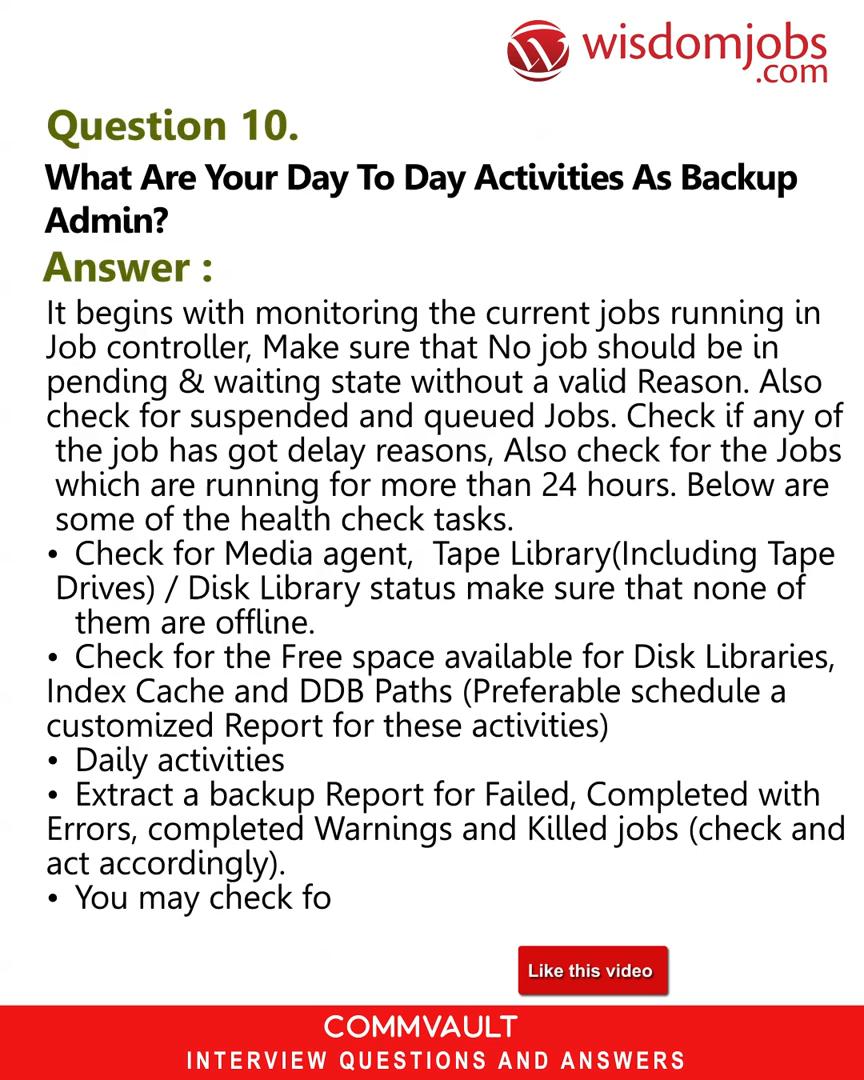 wisdomjobs
.com
Question 10.
What Are Your Day To Day Activities As Backup
Admin?
Answer :
It begins with monitoring the current jobs running in
Job controller, Make sure that No job should be in
pending & waiting state without a valid Reason. Also
check for suspended and queued Jobs. Check if any of
the job has got delay reasons, Also check for the Jobs
which are running for more than 24 hours. Below are
some of the health check tasks.
• Check for Media agent, Tape Library(Including Tape
Drives) / Disk Library status make sure that none of
them are offline.
• Check for the Free space available for Disk Libraries,
Index Cache and DDB Paths (Preferable schedule a
customized Report for these activities)
• Daily activities
• Extract a backup Report for Failed, Completed with
Errors, completed Warnings and Killed jobs (check and
act accordingly).
• You may check fo
Like this video
COMMVAULT
INTERVIEW QUESTIONS AND ANSWERS